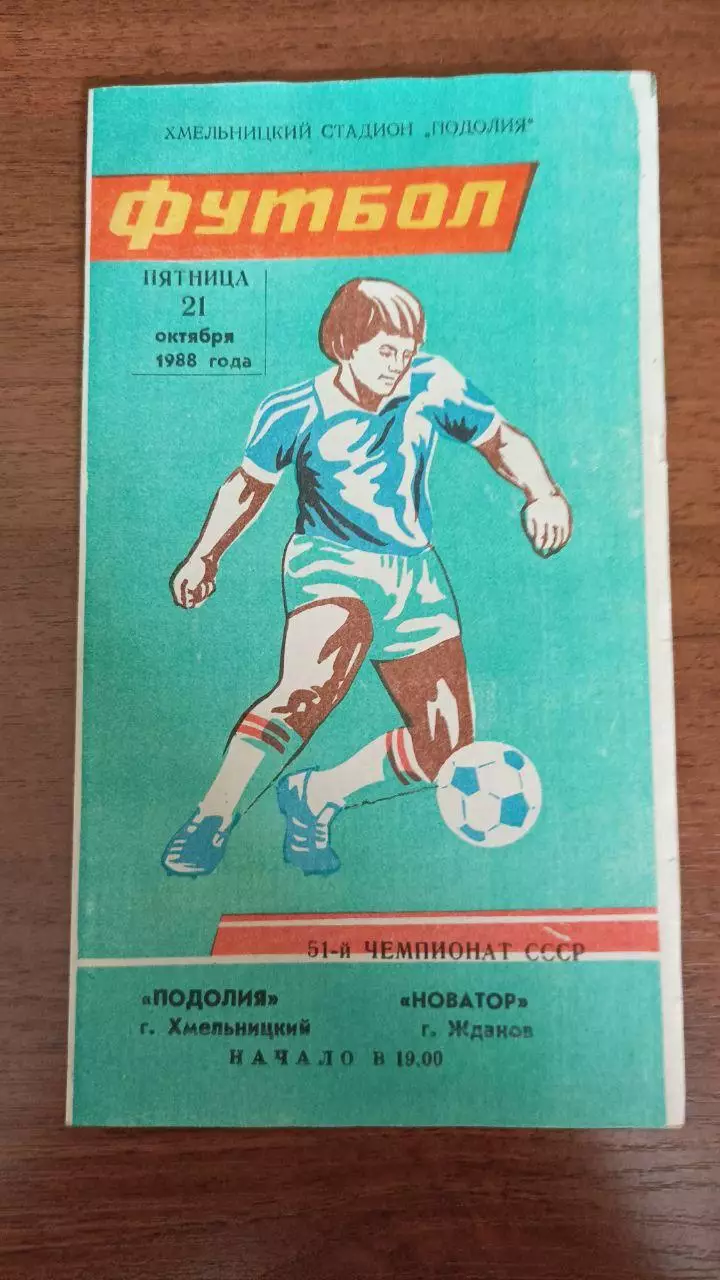 ХМЕЛЬНИЦКИЙ СТАДИОН „ПОДОЛИЯ"
ФУТБОЛ
ПЯТНИЦА
21
октября
1988 года
51-й ЧЕМПИОНАТ СССР
«ПОДОЛИЯ» «НОВАТОР»
г. Хмельницкий г. Жданов
НАЧАЛО В 19.00